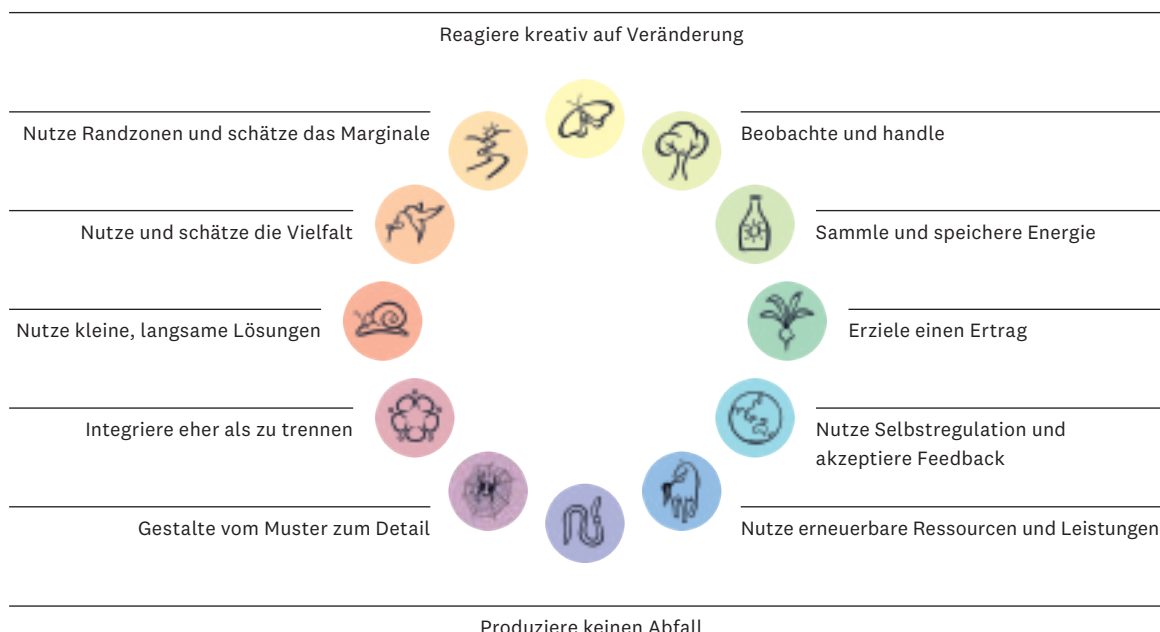 Reagiere kreativ auf Veränderung
Nutze Randzonen und schätze das Marginale
Beobachte und handle
Nutze und schätze die Vielfalt
Sammle und speichere Energie
Nutze kleine, langsame Lösungen
Erziele einen Ertrag
Integriere eher als zu trennen
Nutze Selbstregulation und
akzeptiere Feedback
Gestalte vom Muster zum Detail
Nutze erneuerbare Ressourcen und Leistungen
Produziere keinen Abfall